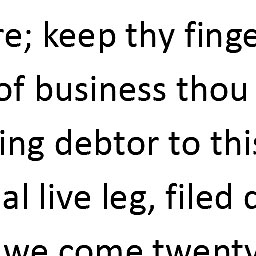 re; keep thy finge
of business thou
ing debtor to this
al live leg, filed
we come twenty